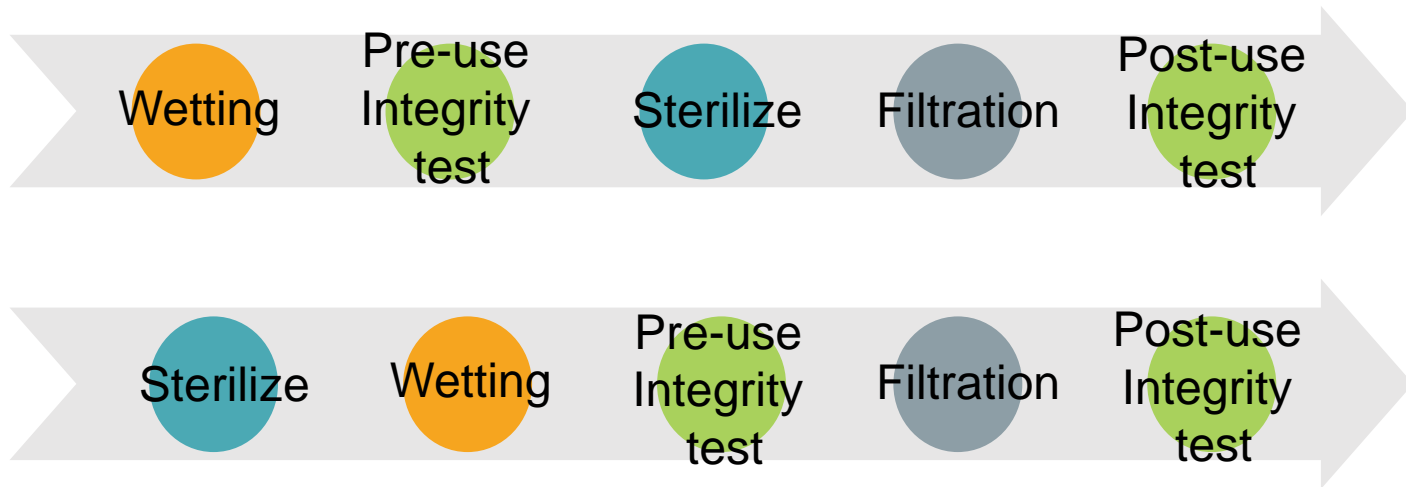 Wetting
Pre-use
Integrity
test
Sterilize
Filtration
Post-use
Integrity
test
Sterilize
Wetting
Pre-use
Integrity
test
Filtration
Post-use
Integrity
test